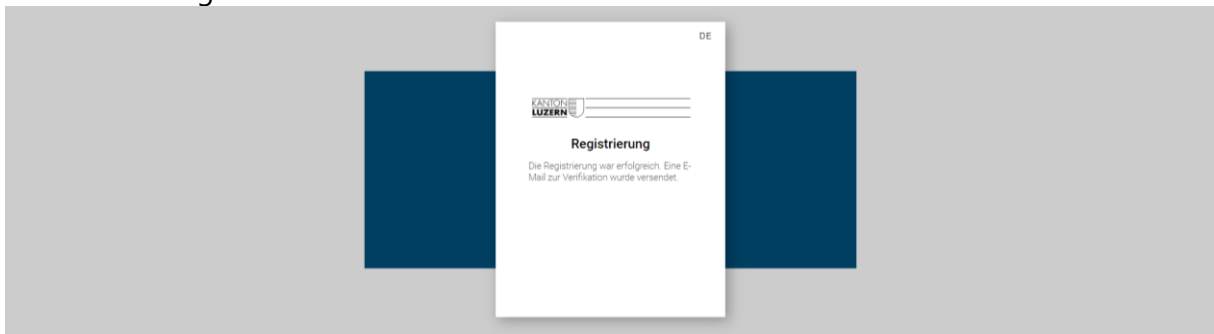 DE
KANTON
LUZERN
Registrierung
Die Registrierung war erfolgreich. Eine E-
Mail zur Verifikation wurde versendet.